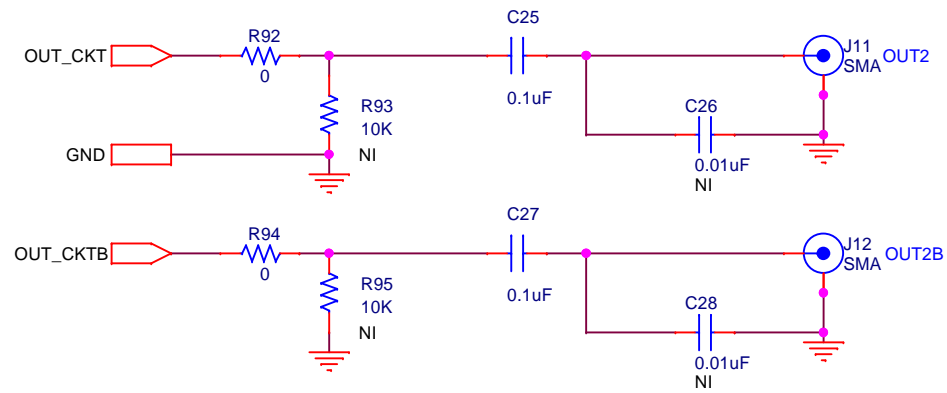 C25
R92
J11
OUT_CKT
SMA
OUT2
0
0.1uF
R93
C26
10K
GND
NI
0.01uF
NI
C27
R94
J12
OUT_CKTB
SMA
OUT2B
0
R95
0.1uF
C28
10K
NI
0.01uF
NI